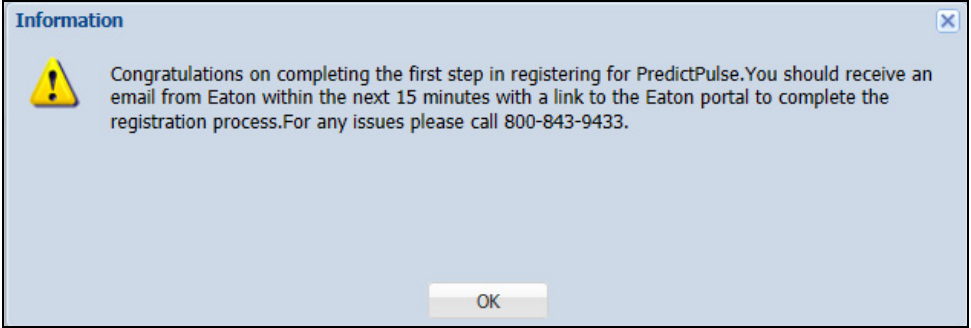 Information
Congratulations on completing the first step in registering for PredictPulse.You should receive an
email from Eaton within the next 15 minutes with a link to the Eaton portal to complete the
registration process.For any issues please call 800-843-9433.
OK